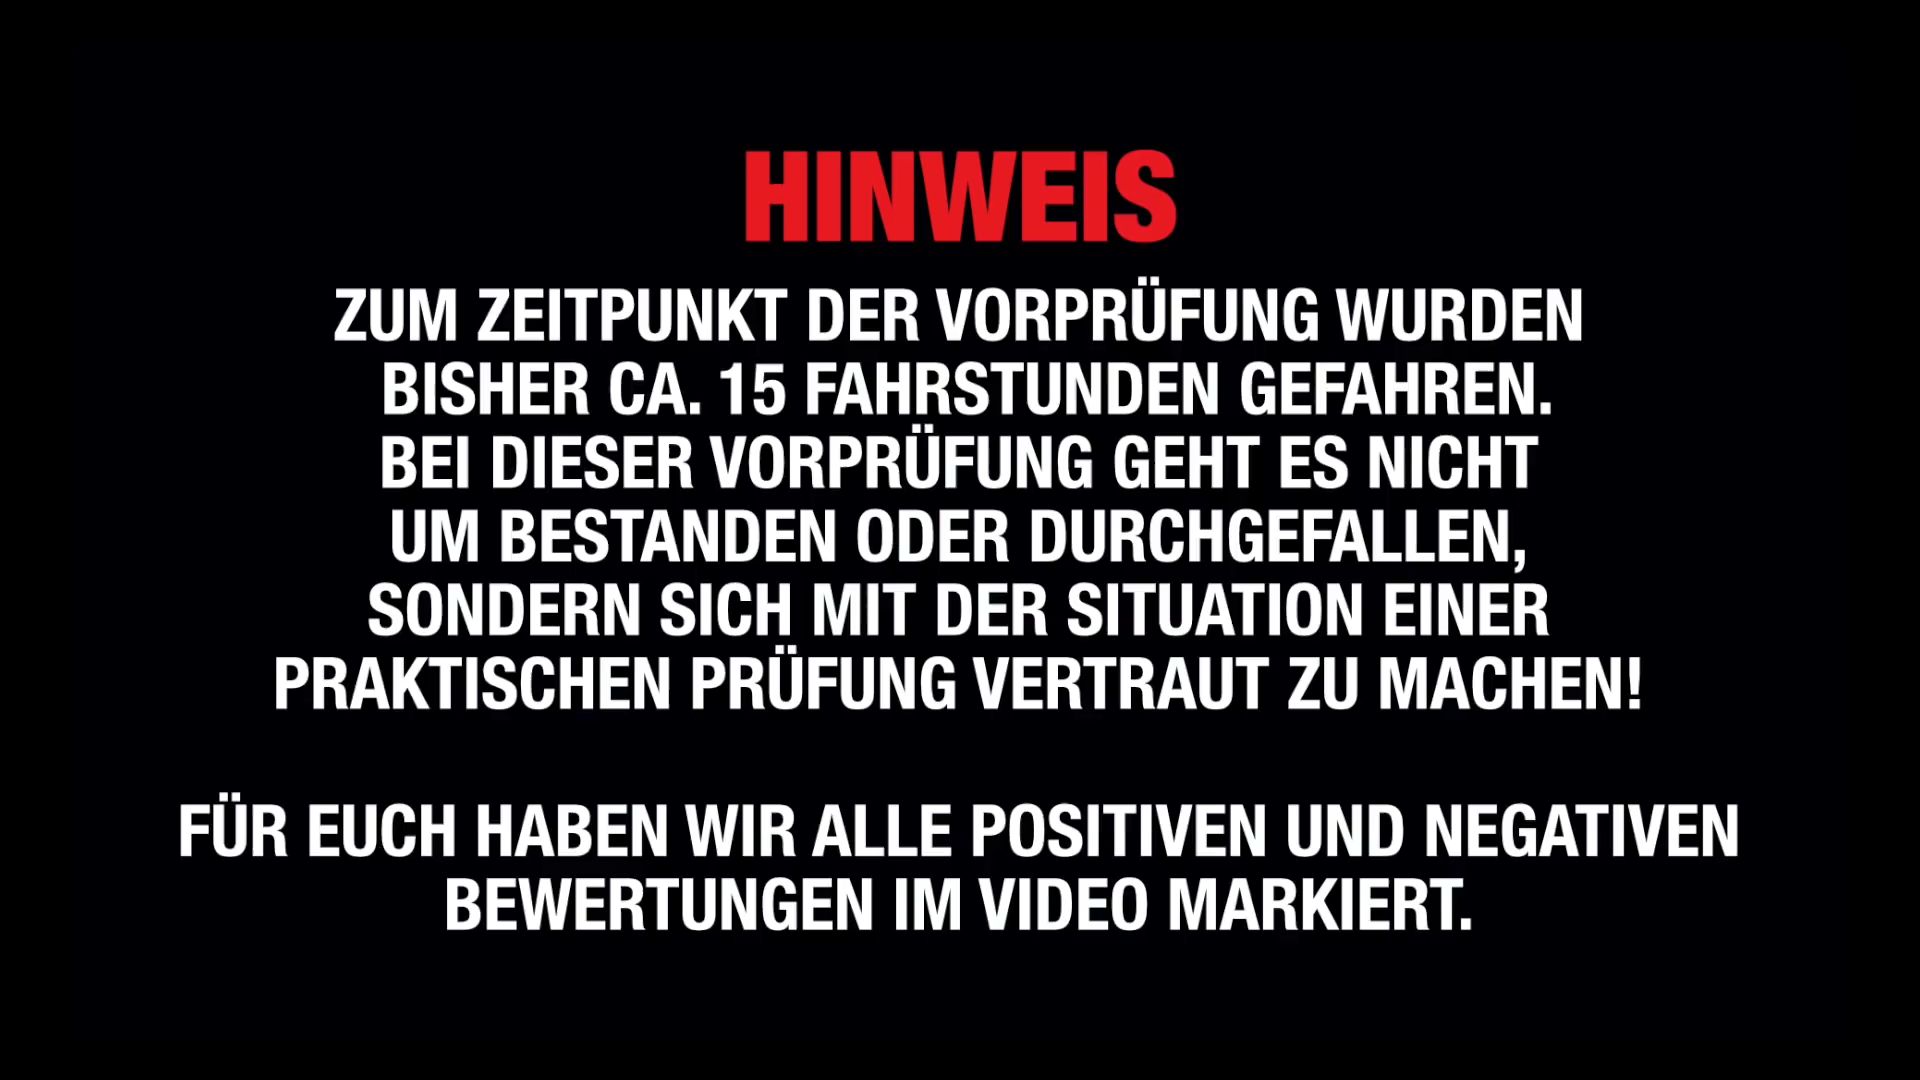 HINWEIS
ZUM ZEITPUNKT DER VORPRÜFUNG WURDEN
BISHER CA. 15 FAHRSTUNDEN GEFAHREN.
BEI DIESER VORPRÜFUNG GEHT ES NICHT
UM BESTANDEN ODER DURCHGEFALLEN,
SONDERN SICH MIT DER SITUATION EINER
PRAKTISCHEN PRÜFUNG VERTRAUT ZU MACHEN!
FÜR EUCH HABEN WIR ALLE POSITIVEN UND NEGATIVEN
BEWERTUNGEN IM VIDEO MARKIERT.